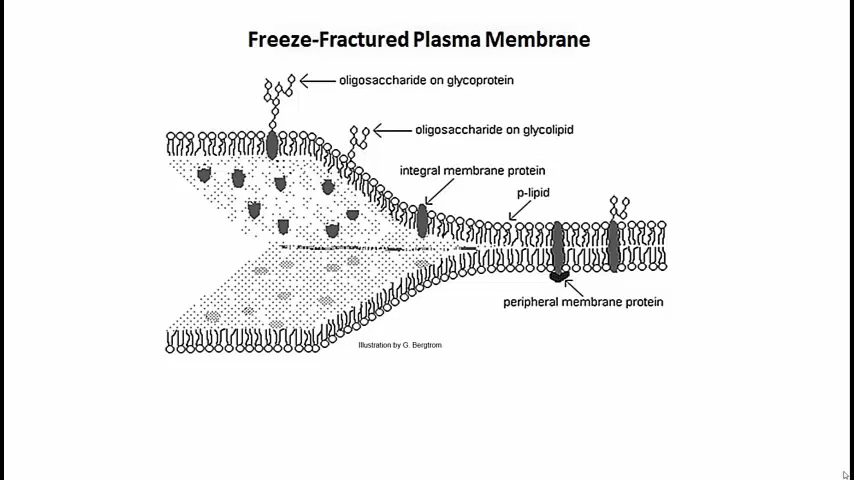 Freeze-Fractured Plasma Membrane
oligosaccharide on glycoprotein
oligosaccharide on glycolipid
integral membrane protein
p-lipid
peripheral membrane protein
Illustration by G. Bergtrom